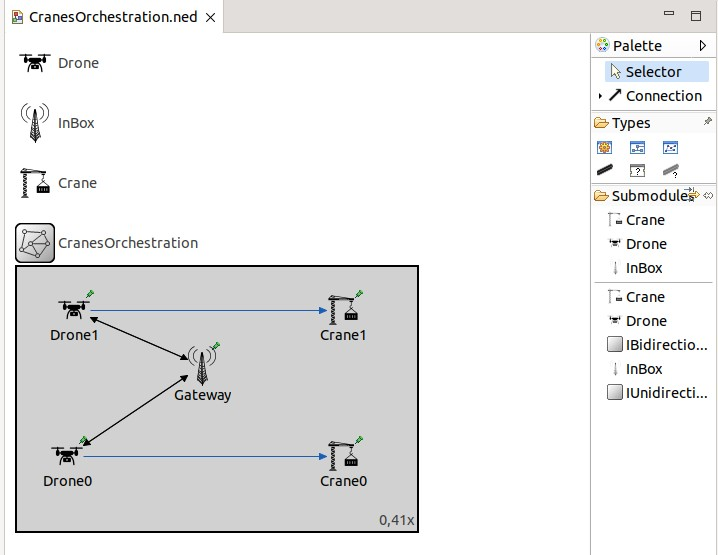 CranesOrchestration.ned
Drone
InBox
Crane
CranesOrchestration
Drone1
Crane1
Gateway
Drone0
Crane0
0,41x
Palette
Selector
Connection
Types
Submodules
Crane
Drone
InBox
Crane
Drone
IBidirectio...
InBox
IUnidirecti...